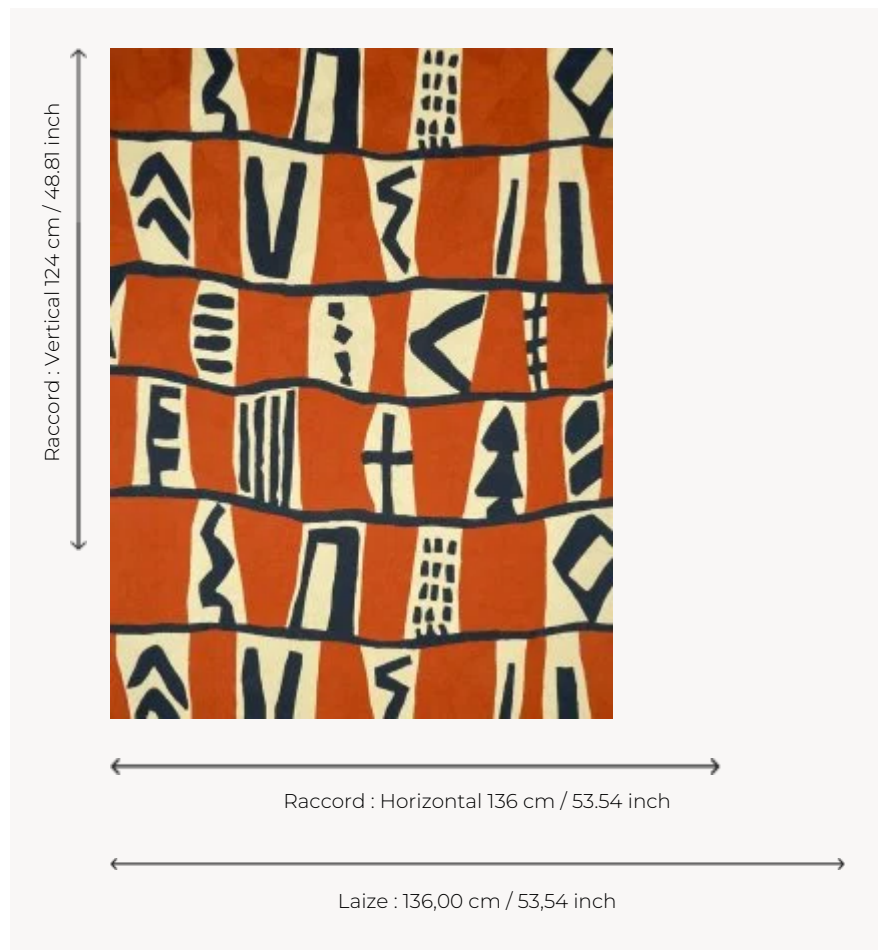 Raccord : Vertical 124 cm / 48.81 inch
Raccord : Horizontal 136 cm / 53.54 inch
Laize : 136,00 cm / 53,54 inch